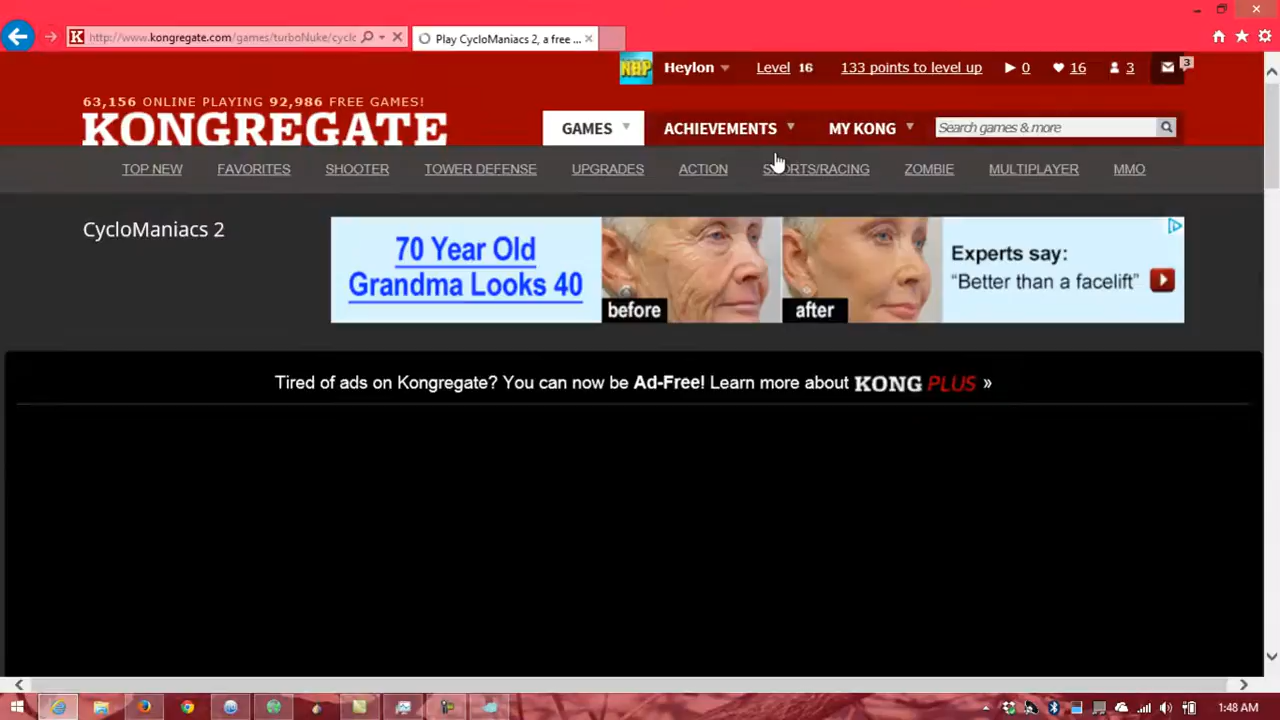 http://www.kongregate.com/games/turboNuke/cyclc
Play CycloManiacs 2, a free ...
NAP
Heylon
Level 16
133 points to level up
0
16
3
3
63,156 ONLINE PLAYING 92,986 FREE GAMES!
KONGREGATE
GAMES
ACHIEVEMENTS
MY KONG
Search games & more
TOP NEW
FAVORITES
SHOOTER
TOWER DEFENSE
UPGRADES
ACTION
SPORTS/RACING
ZOMBIE
MULTIPLAYER
MMO
CycloManiacs 2
70 Year Old
Grandma Looks 40
before
after
Experts say:
“Better than a facelift”
Tired of ads on Kongregate? You can now be Ad-Free! Learn more about KONG PLUS »
1:48 AM